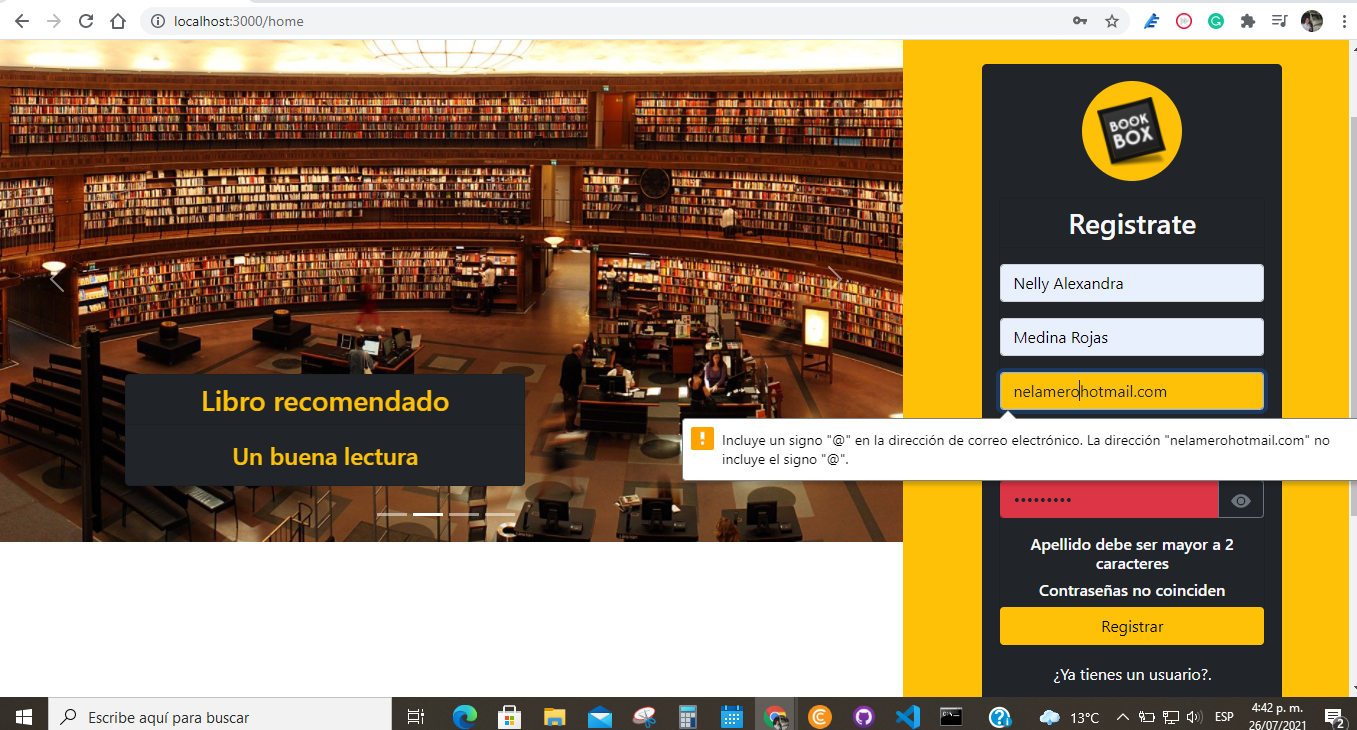 localhost:3000/home
BOOK
BOX
Registrate
Nelly Alexandra
Medina Rojas
nelamerohotmail.com
Incluye un signo "@" en la dirección de correo electrónico. La dirección "nelamerohotmail.com" no
incluye el signo "@".
•••••••••
Apellido debe ser mayor a 2
caracteres
Contraseñas no coinciden
Registrar
¿Ya tienes un usuario?.
Libro recomendado
Un buena lectura
Escribe aquí para buscar
13°C
ESP
4:42 p. m.
26/07/2021
2